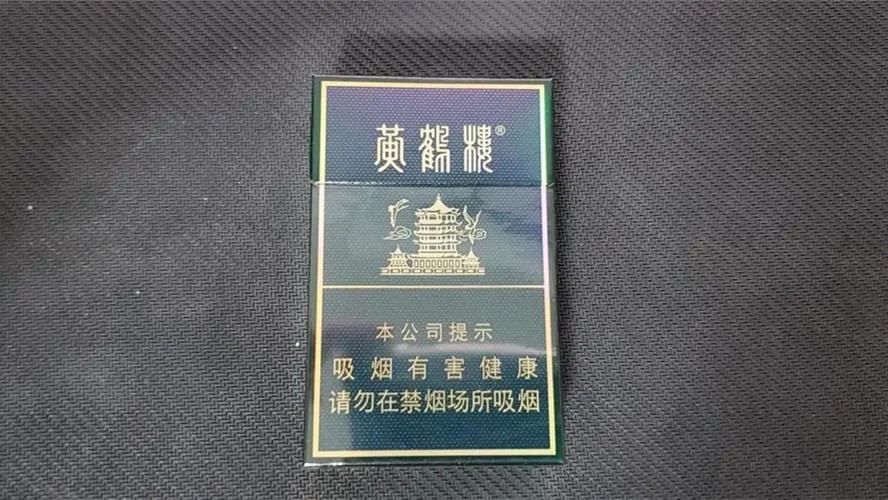 黄鹤楼®
本公司提示
吸烟有害健康
请勿在禁烟场所吸烟